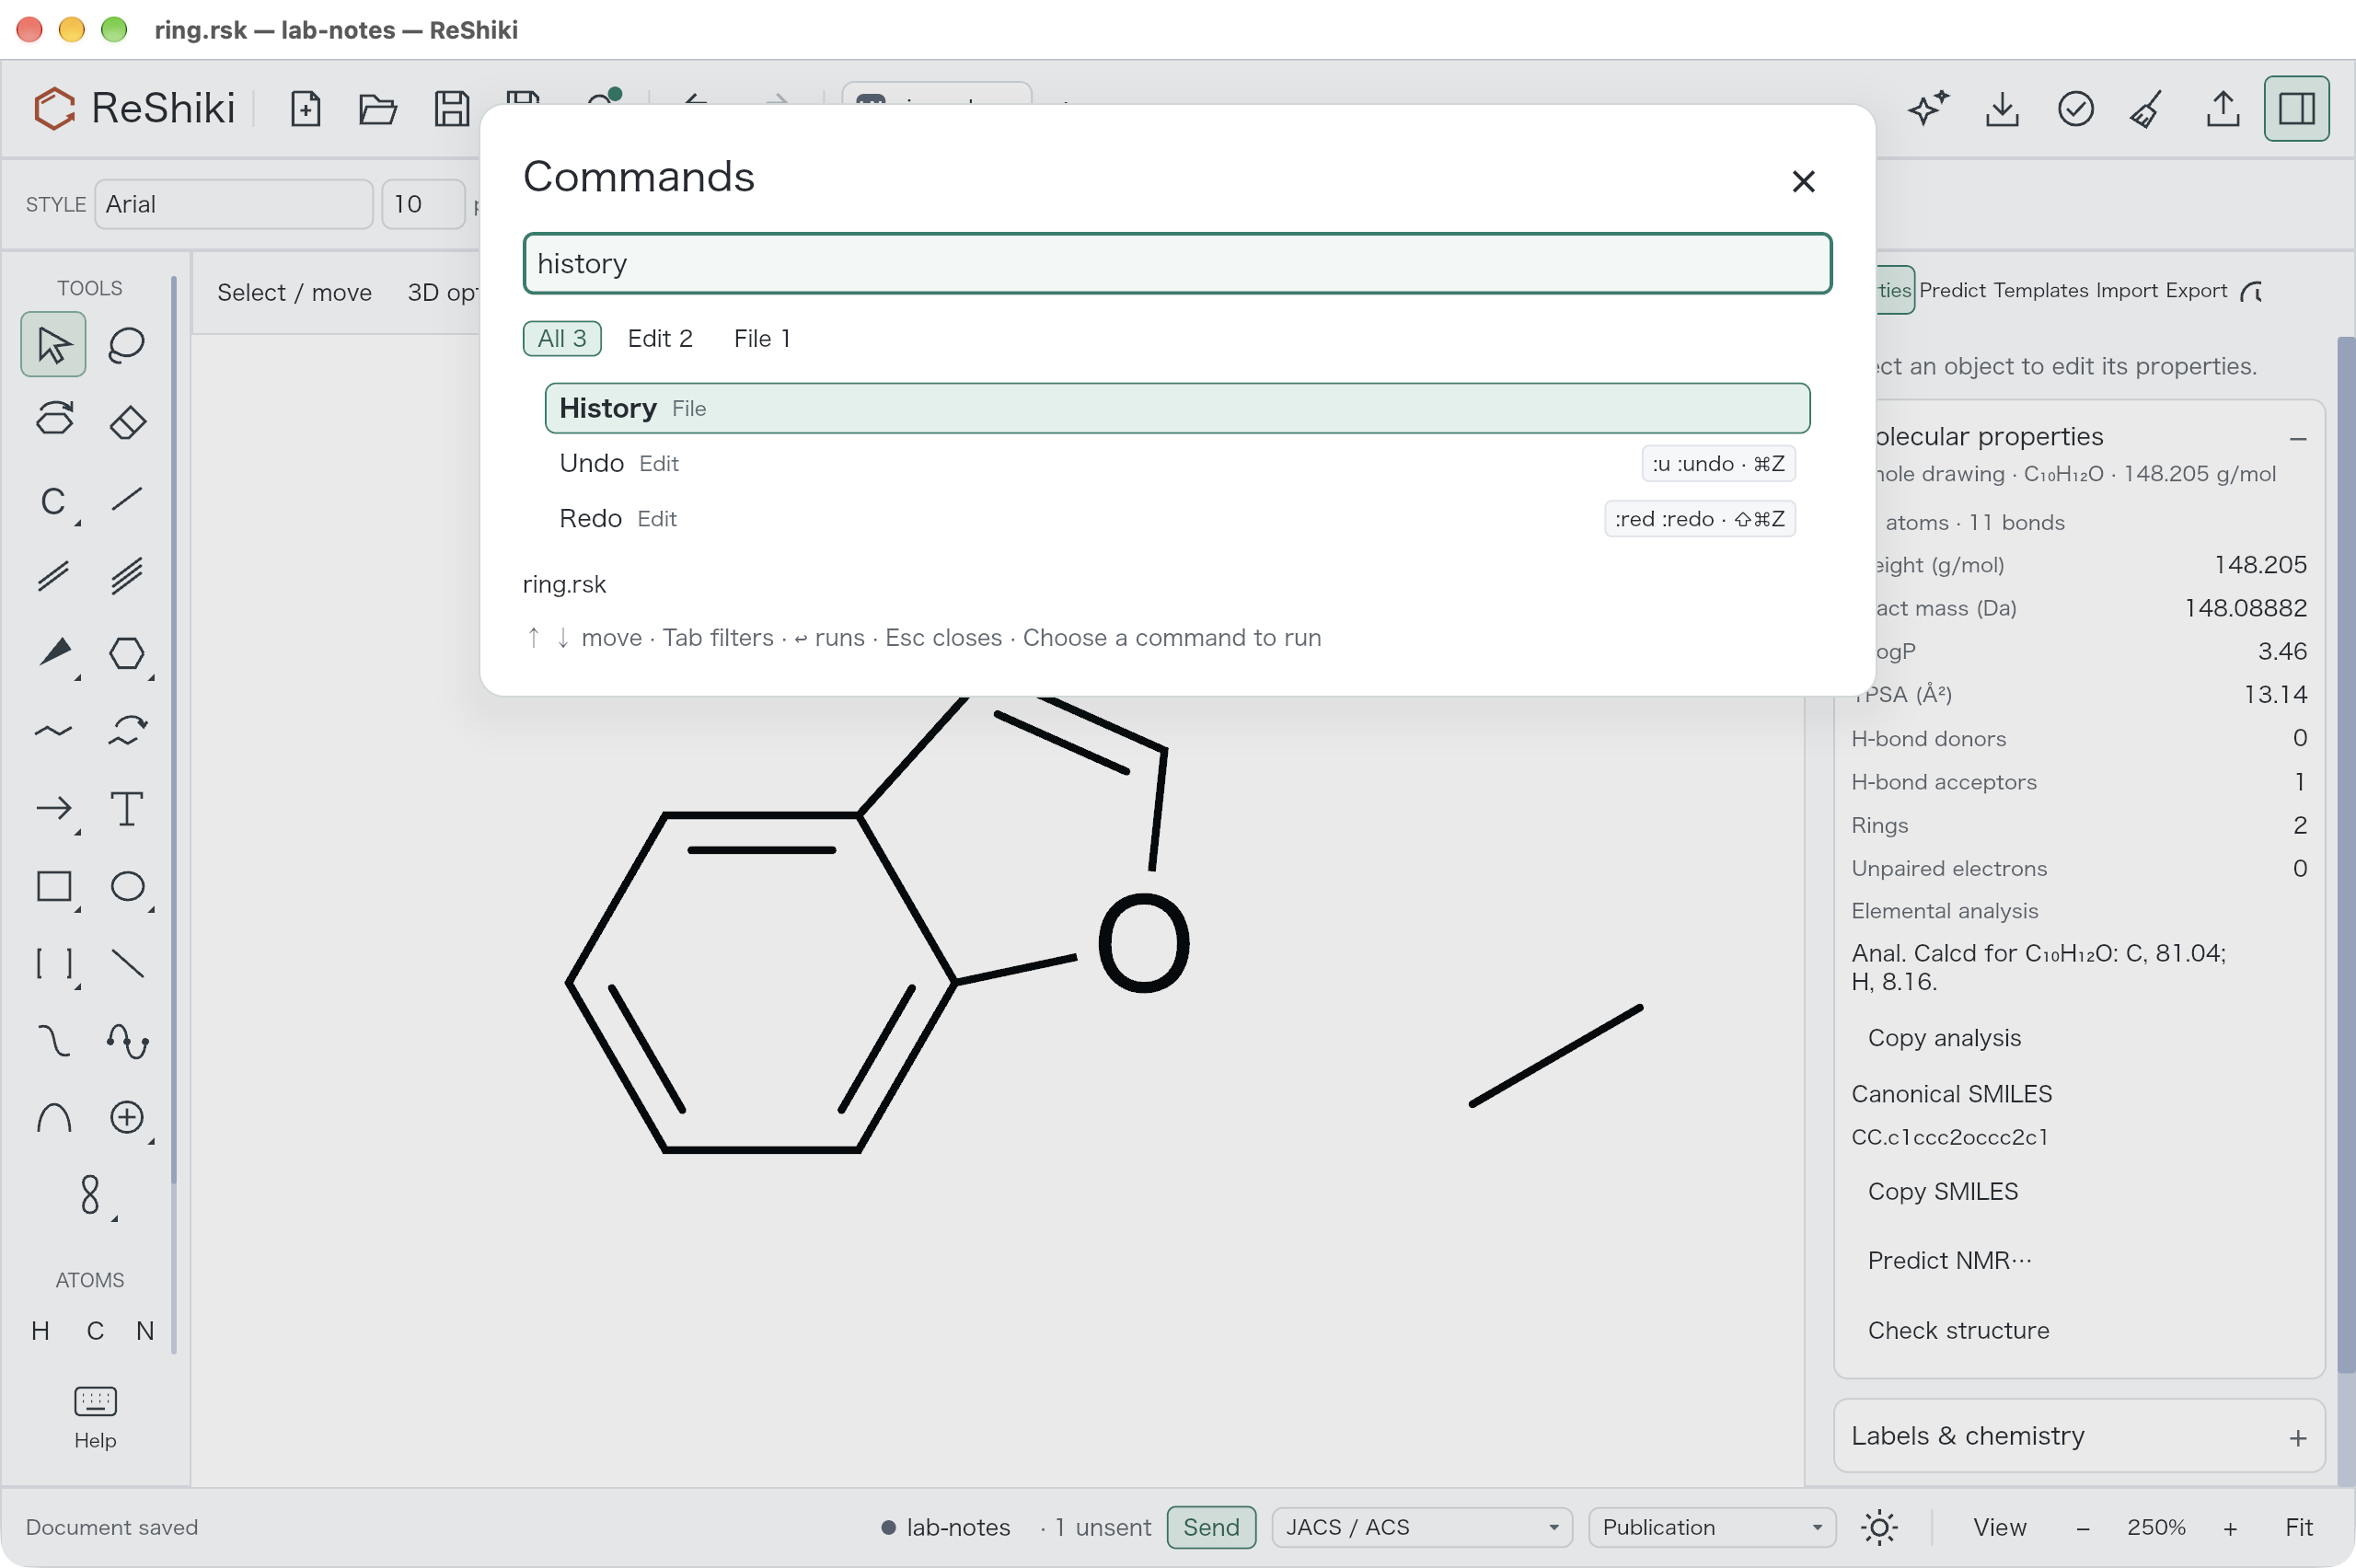 ring.rsk — lab-notes — ReShiki
ReShiki
STYLE Arial 10
Commands
history
All 3 Edit 2 File 1
History File
Undo Edit :u :undo · ⌘Z
Redo Edit :red :redo · ⇧⌘Z
ring.rsk
↑ ↓ move · Tab filters · ↩ runs · Esc closes · Choose a command to run
TOOLS
Select / move 3D
C
T
ATOMS
H C N
Help
O
Predict Templates Import Export
an object to edit its properties.
properties
drawing · C₁₀H₁₂O · 148.205 g/mol
atoms · 11 bonds
(g/mol) 148.205
mass (Da) 148.08882
3.46
TPSA (Å²) 13.14
H-bond donors 0
H-bond acceptors 1
Rings 2
Unpaired electrons 0
Elemental analysis
Anal. Calcd for C₁₀H₁₂O: C, 81.04;
H, 8.16.
Copy analysis
Canonical SMILES
CC.c1ccc2occc2c1
Copy SMILES
Predict NMR···
Check structure
Labels & chemistry +
Document saved
lab-notes · 1 unsent Send JACS / ACS Publication View − 250% + Fit